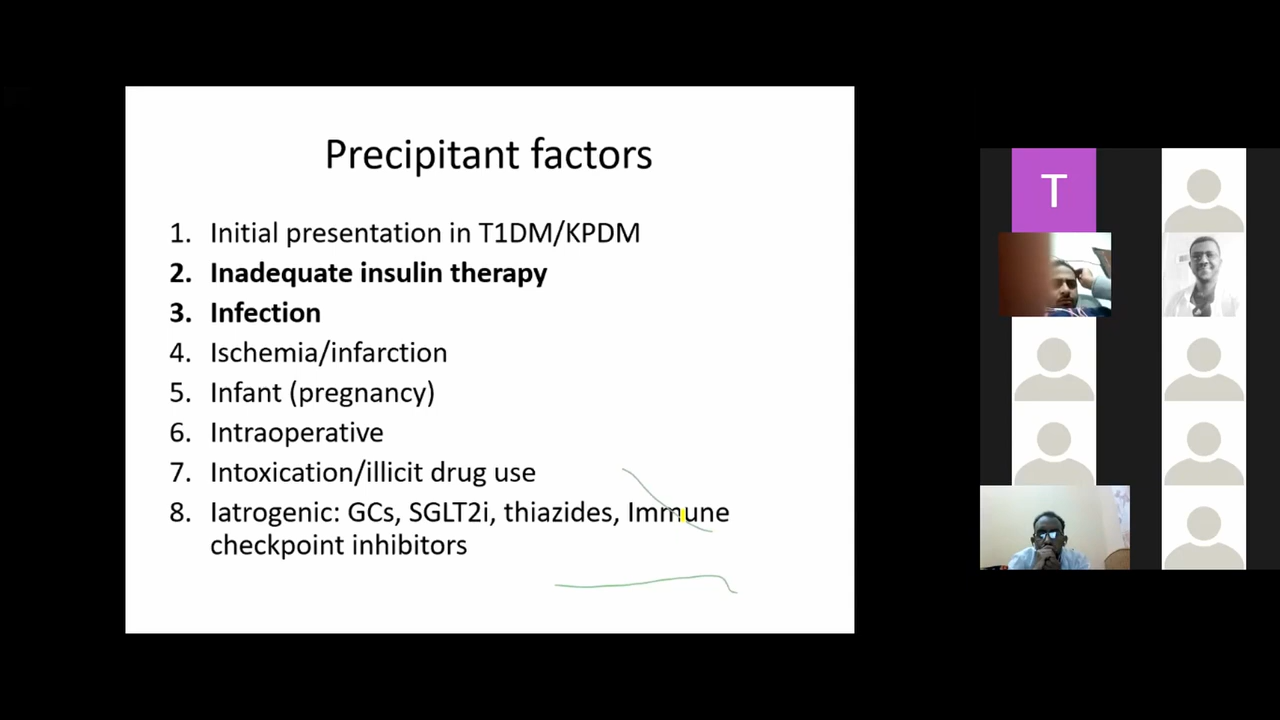 Precipitant factors
1. Initial presentation in T1DM/KPDM
2. Inadequate insulin therapy
3. Infection
4. Ischemia/infarction
5. Infant (pregnancy)
6. Intraoperative
7. Intoxication/illicit drug use
8. Iatrogenic: GCs, SGLT2i, thiazides, Immune
checkpoint inhibitors
T